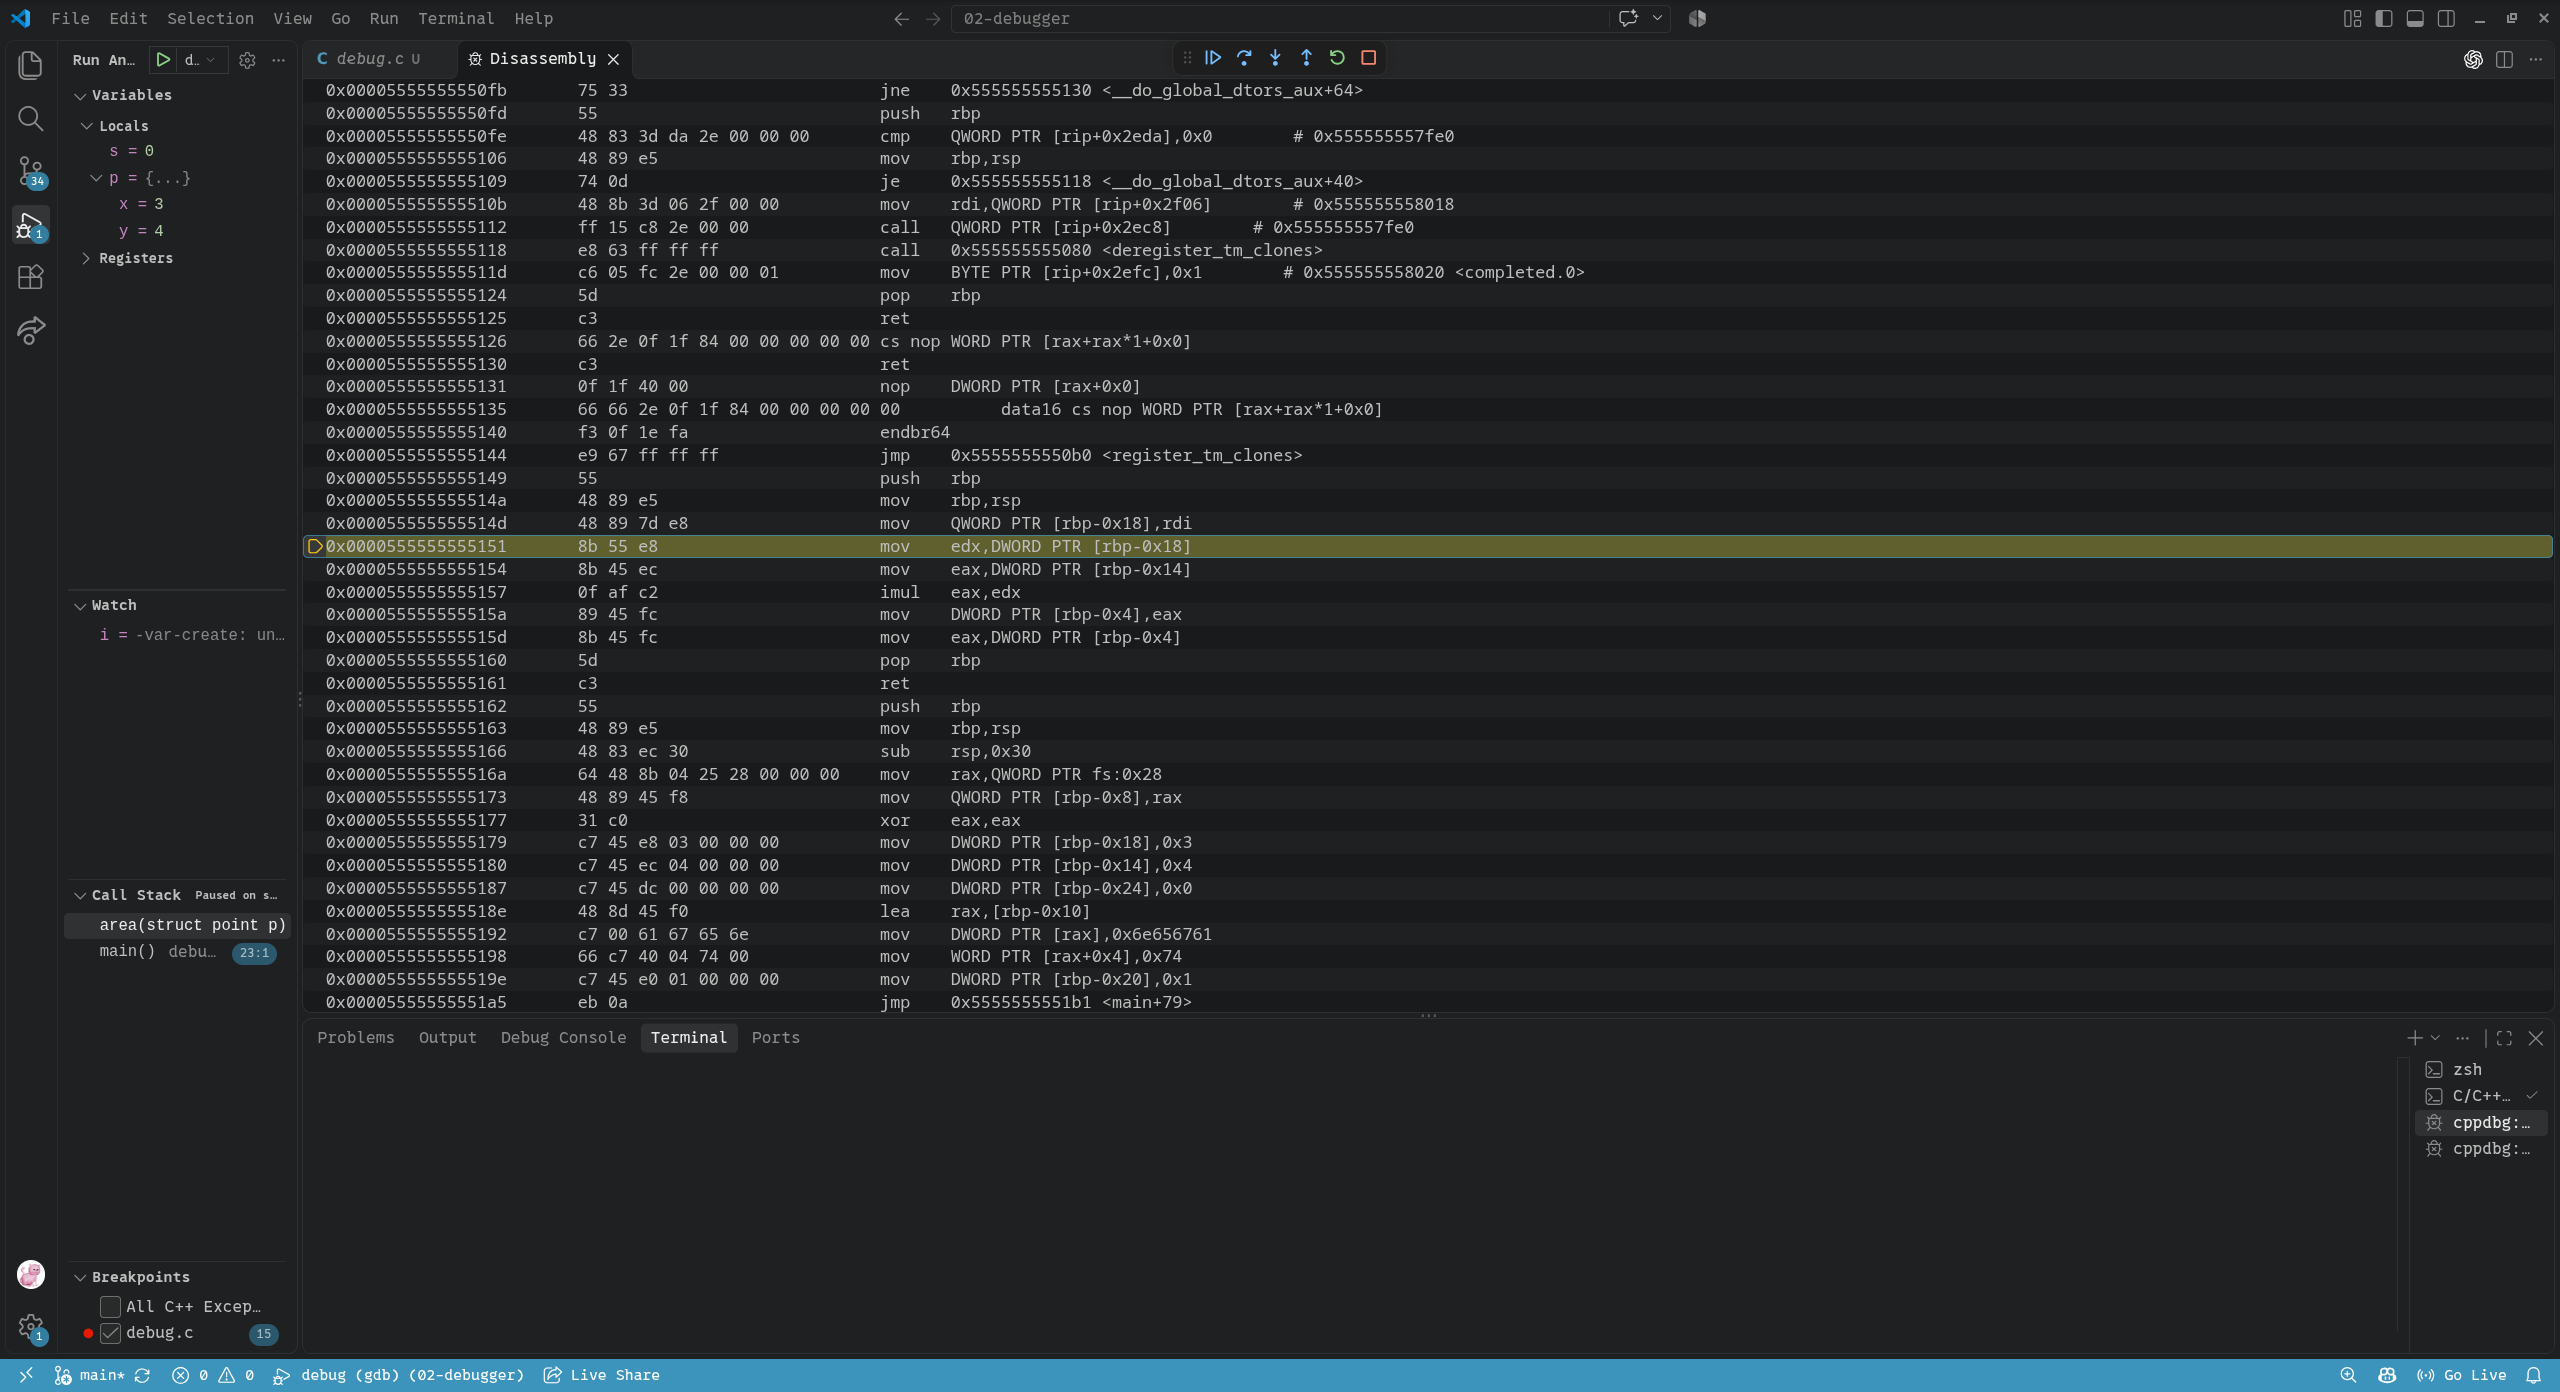 File Edit Selection View Go Run Terminal Help
02-debugger
Run An… d…
debug.c U
Disassembly
Variables
Locals
s = 0
p = {...}
x = 3
y = 4
Registers
Watch
i = -var-create: un…
Call Stack Paused on s…
area(struct point p)
main() debu… 23:1
Breakpoints
All C++ Excep…
debug.c 15
34
1
1
0x00005555555550fb 75 33 jne 0x555555555130 <__do_global_dtors_aux+64>
0x00005555555550fd 55 push rbp
0x00005555555550fe 48 83 3d da 2e 00 00 00 cmp QWORD PTR [rip+0x2eda],0x0 # 0x555555557fe0
0x0000555555555106 48 89 e5 mov rbp,rsp
0x0000555555555109 74 0d je 0x555555555118 <__do_global_dtors_aux+40>
0x000055555555510b 48 8b 3d 06 2f 00 00 mov rdi,QWORD PTR [rip+0x2f06] # 0x555555558018
0x0000555555555112 ff 15 c8 2e 00 00 call QWORD PTR [rip+0x2ec8] # 0x555555557fe0
0x0000555555555118 e8 63 ff ff ff call 0x555555555080 <deregister_tm_clones>
0x000055555555511d c6 05 fc 2e 00 00 01 mov BYTE PTR [rip+0x2efc],0x1 # 0x555555558020 <completed.0>
0x0000555555555124 5d pop rbp
0x0000555555555125 c3 ret
0x0000555555555126 66 2e 0f 1f 84 00 00 00 00 00 cs nop WORD PTR [rax+rax*1+0x0]
0x0000555555555130 c3 ret
0x0000555555555131 0f 1f 40 00 nop DWORD PTR [rax+0x0]
0x0000555555555135 66 66 2e 0f 1f 84 00 00 00 00 00 data16 cs nop WORD PTR [rax+rax*1+0x0]
0x0000555555555140 f3 0f 1e fa endbr64
0x0000555555555144 e9 67 ff ff ff jmp 0x5555555550b0 <register_tm_clones>
0x0000555555555149 55 push rbp
0x000055555555514a 48 89 e5 mov rbp,rsp
0x000055555555514d 48 89 7d e8 mov QWORD PTR [rbp-0x18],rdi
0x0000555555555151 8b 55 e8 mov edx,DWORD PTR [rbp-0x18]
0x0000555555555154 8b 45 ec mov eax,DWORD PTR [rbp-0x14]
0x0000555555555157 0f af c2 imul eax,edx
0x000055555555515a 89 45 fc mov DWORD PTR [rbp-0x4],eax
0x000055555555515d 8b 45 fc mov eax,DWORD PTR [rbp-0x4]
0x0000555555555160 5d pop rbp
0x0000555555555161 c3 ret
0x0000555555555162 55 push rbp
0x0000555555555163 48 89 e5 mov rbp,rsp
0x0000555555555166 48 83 ec 30 sub rsp,0x30
0x000055555555516a 64 48 8b 04 25 28 00 00 00 mov rax,QWORD PTR fs:0x28
0x0000555555555173 48 89 45 f8 mov QWORD PTR [rbp-0x8],rax
0x0000555555555177 31 c0 xor eax,eax
0x0000555555555179 c7 45 e8 03 00 00 00 mov DWORD PTR [rbp-0x18],0x3
0x0000555555555180 c7 45 ec 04 00 00 00 mov DWORD PTR [rbp-0x14],0x4
0x0000555555555187 c7 45 dc 00 00 00 00 mov DWORD PTR [rbp-0x24],0x0
0x000055555555518e 48 8d 45 f0 lea rax,[rbp-0x10]
0x0000555555555192 c7 00 61 67 65 6e mov DWORD PTR [rax],0x6e656761
0x0000555555555198 66 c7 40 04 74 00 mov WORD PTR [rax+0x4],0x74
0x000055555555519e c7 45 e0 01 00 00 00 mov DWORD PTR [rbp-0x20],0x1
0x00005555555551a5 eb 0a jmp 0x5555555551b1 <main+79>
Problems Output Debug Console Terminal Ports
zsh
C/C++…
cppdbg:…
cppdbg:…
main* 0 0 debug (gdb) (02-debugger) Live Share Go Live